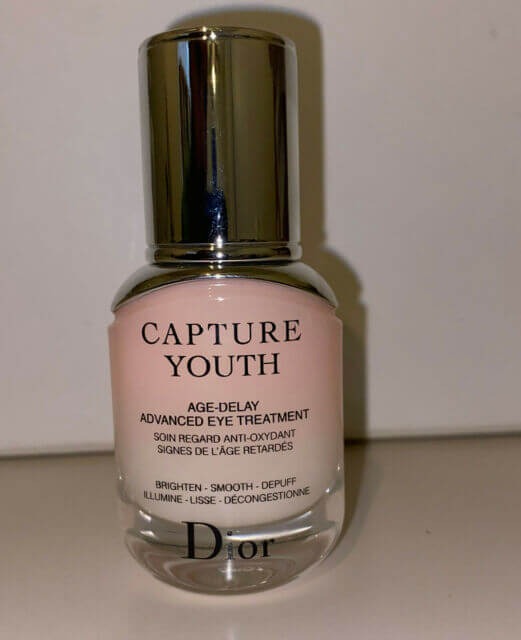 CAPTURE
YOUTH
AGE-DELAY
ADVANCED EYE TREATMENT
SOIN REGARD ANTI-OXYDANT
SIGNES DE L'ÂGE RETARDÉS
BRIGHTEN - SMOOTH - DEPUFF
ILLUMINE - LISSE - DÉCONGESTIONNE
Dior